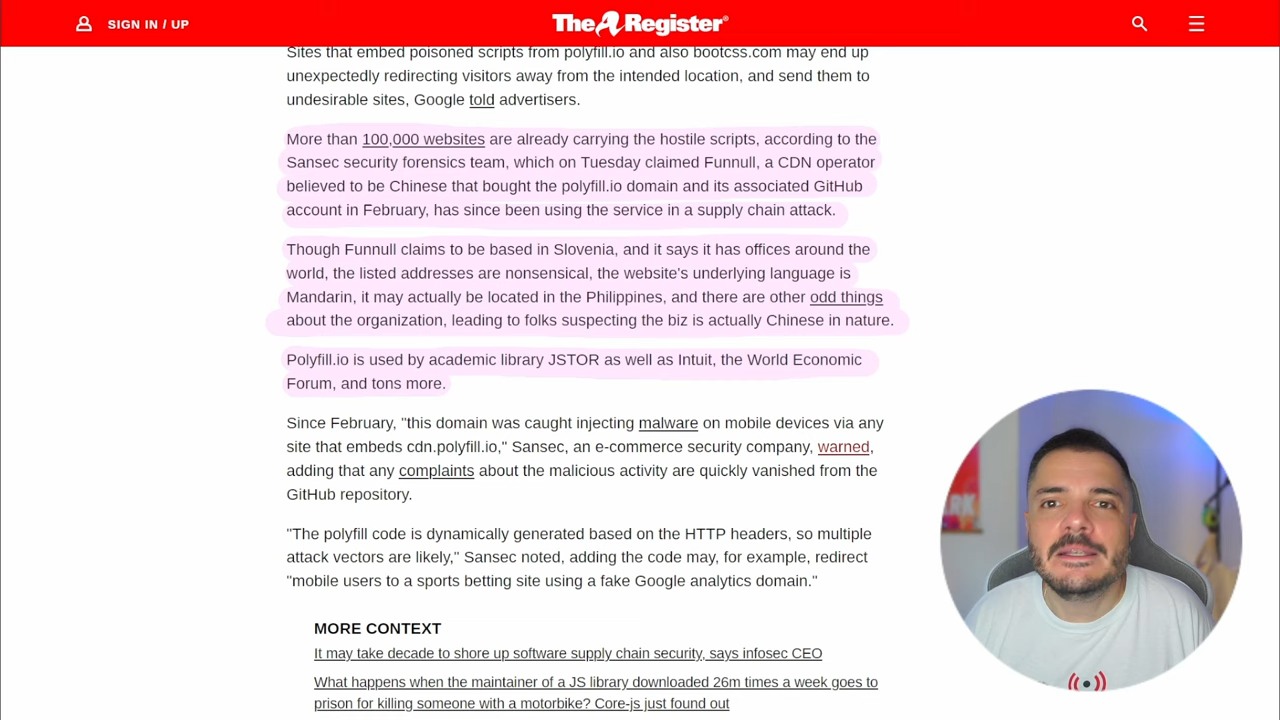 SIGN IN / UP
The Register
Sites that embed poisoned scripts from polyfill.io and also bootcss.com may end up
unexpectedly redirecting visitors away from the intended location, and send them to
undesirable sites, Google told advertisers.
More than 100,000 websites are already carrying the hostile scripts, according to the
Sansec security forensics team, which on Tuesday claimed Funnull, a CDN operator
believed to be Chinese that bought the polyfill.io domain and its associated GitHub
account in February, has since been using the service in a supply chain attack.
Though Funnull claims to be based in Slovenia, and it says it has offices around the
world, the listed addresses are nonsensical, the website's underlying language is
Mandarin, it may actually be located in the Philippines, and there are other odd things
about the organization, leading to folks suspecting the biz is actually Chinese in nature.
Polyfill.io is used by academic library JSTOR as well as Intuit, the World Economic
Forum, and tons more.
Since February, "this domain was caught injecting malware on mobile devices via any
site that embeds cdn.polyfill.io," Sansec, an e-commerce security company, warned,
adding that any complaints about the malicious activity are quickly vanished from the
GitHub repository.
"The polyfill code is dynamically generated based on the HTTP headers, so multiple
attack vectors are likely," Sansec noted, adding the code may, for example, redirect
"mobile users to a sports betting site using a fake Google analytics domain."
MORE CONTEXT
It may take decade to shore up software supply chain security, says infosec CEO
What happens when the maintainer of a JS library downloaded 26m times a week goes to
prison for killing someone with a motorbike? Core-js just found out